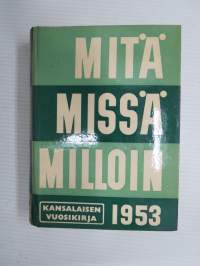 MITÄ
MISSÄ
MILLOIN
KANSALAISEN
VUOSIKIRJA
1953